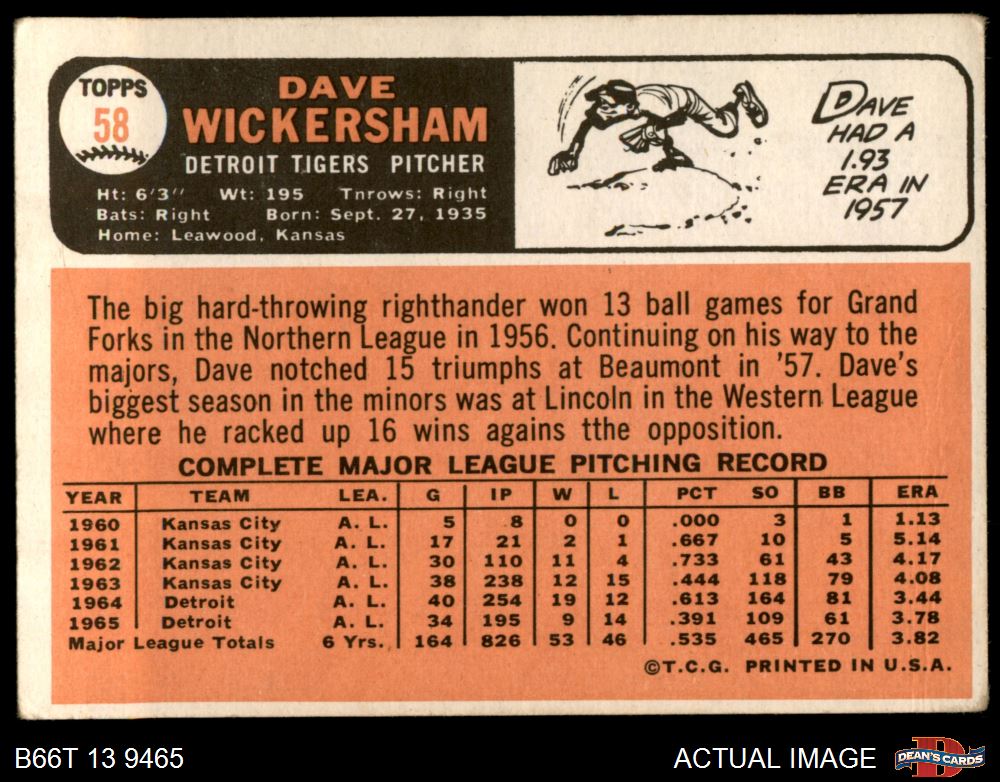 TOPPS
58
DAVE
WICKERSHAM
DETROIT TIGERS PITCHER
Ht: 6'3" Wt: 195 Throws: Right
Bats: Right Born: Sept. 27, 1935
Home: Leawood, Kansas
DAVE
HAD A
1.93
ERA IN
1957
The big hard-throwing righthander won 13 ball games for Grand
Forks in the Northern League in 1956. Continuing on his way to the
majors, Dave notched 15 triumphs at Beaumont in '57. Dave's
biggest season in the minors was at Lincoln in the Western League
where he racked up 16 wins agains tthe opposition.
COMPLETE MAJOR LEAGUE PITCHING RECORD
YEAR TEAM LEA. G IP W L PCT SO BB ERA
1960 Kansas City A. L. 5 8 0 0 .000 3 1 1.13
1961 Kansas City A. L. 17 21 2 1 .667 10 5 5.14
1962 Kansas City A. L. 30 110 11 4 .733 61 43 4.17
1963 Kansas City A. L. 38 238 12 15 .444 118 79 4.08
1964 Detroit A. L. 40 254 19 12 .613 164 81 3.44
1965 Detroit A. L. 34 195 9 14 .391 109 61 3.78
Major League Totals 6 Yrs. 164 826 53 46 .535 465 270 3.82
©T.C.G. PRINTED IN U.S.A.
B66T 13 9465
ACTUAL IMAGE
D
DEAN'S CARDS